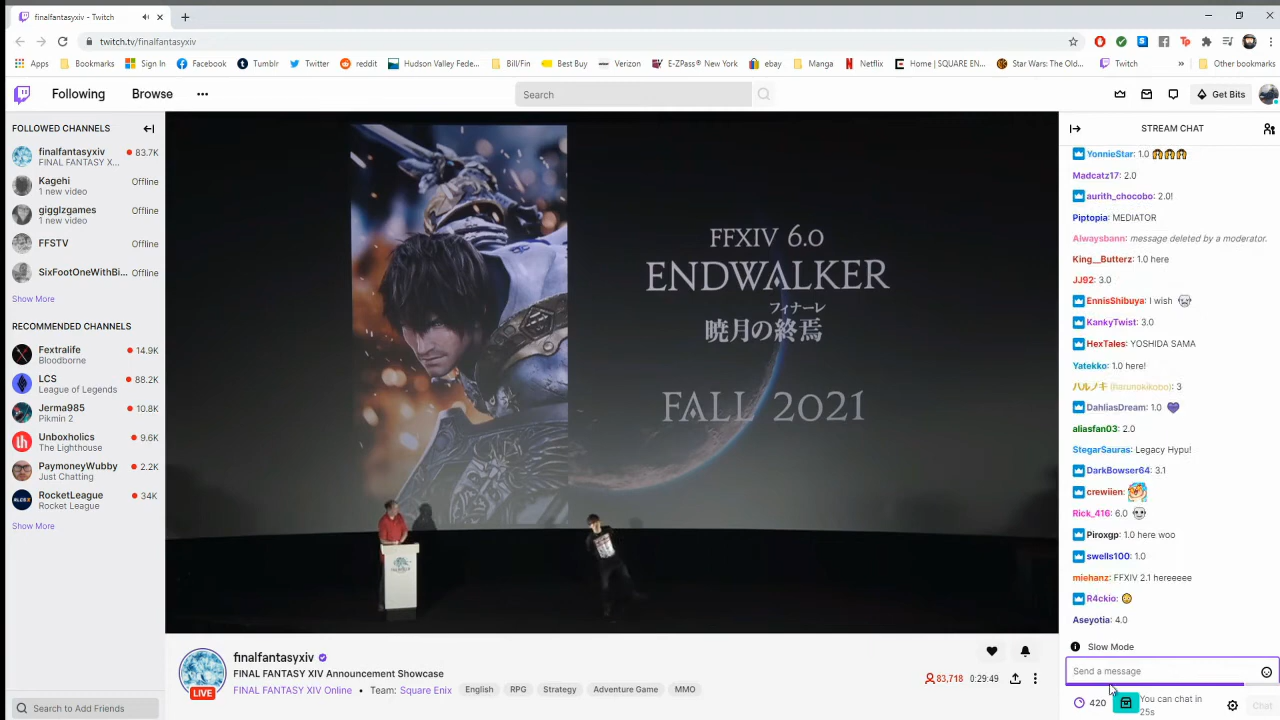 finalfantasyxiv - Twitch
twitch.tv/finalfantasyxiv
Apps Bookmarks Sign In Facebook Tumblr Twitter reddit Hudson Valley Fede... Bill/Fin Best Buy Verizon E-ZPass® New York ebay Manga Netflix Home | SQUARE EN... Star Wars: The Old... Twitch » Other bookmarks
Following Browse Search Get Bits
FOLLOWED CHANNELS
finalfantasyxiv 83.7K
FINAL FANTASY X...
Kagehi Offline
1 new video
gigglzgames Offline
1 new video
FFSTV Offline
SixFootOneWithBi... Offline
Show More
RECOMMENDED CHANNELS
Fextralife 14.9K
Bloodborne
LCS 88.2K
League of Legends
Jerma985 10.8K
Pikmin 2
Unboxholics 9.6K
The Lighthouse
PaymoneyWubby 2.2K
Just Chatting
RocketLeague 34K
Rocket League
Show More
Search to Add Friends
FFXIV 6.0
ENDWALKER
フィナーレ
暁月の終焉
FALL 2021
finalfantasyxiv
FINAL FANTASY XIV Announcement Showcase
FINAL FANTASY XIV Online • Team: Square Enix English RPG Strategy Adventure Game MMO
LIVE
83,718 0:29:49
STREAM CHAT
YonnieStar: 1.0
Madcatz17: 2.0
aurith_chocobo: 2.0!
Piptopia: MEDIATOR
Alwaysbann: message deleted by a moderator.
King__Butterz: 1.0 here
JJ92: 3.0
EnnisShibuya: I wish
KankyTwist: 3.0
HexTales: YOSHIDA SAMA
Yatekko: 1.0 here!
ハルノキ (harunokikobo): 3
DahliasDream: 1.0
aliasfan03: 2.0
StegarSauras: Legacy Hypu!
DarkBowser64: 3.1
crewiien:
Rick_416: 6.0
Piroxgp: 1.0 here woo
swells100: 1.0
miehanz: FFXIV 2.1 hereeeee
R4ckio:
Aseyotia: 4.0
Slow Mode
Send a message
420 You can chat in
25s
Chat